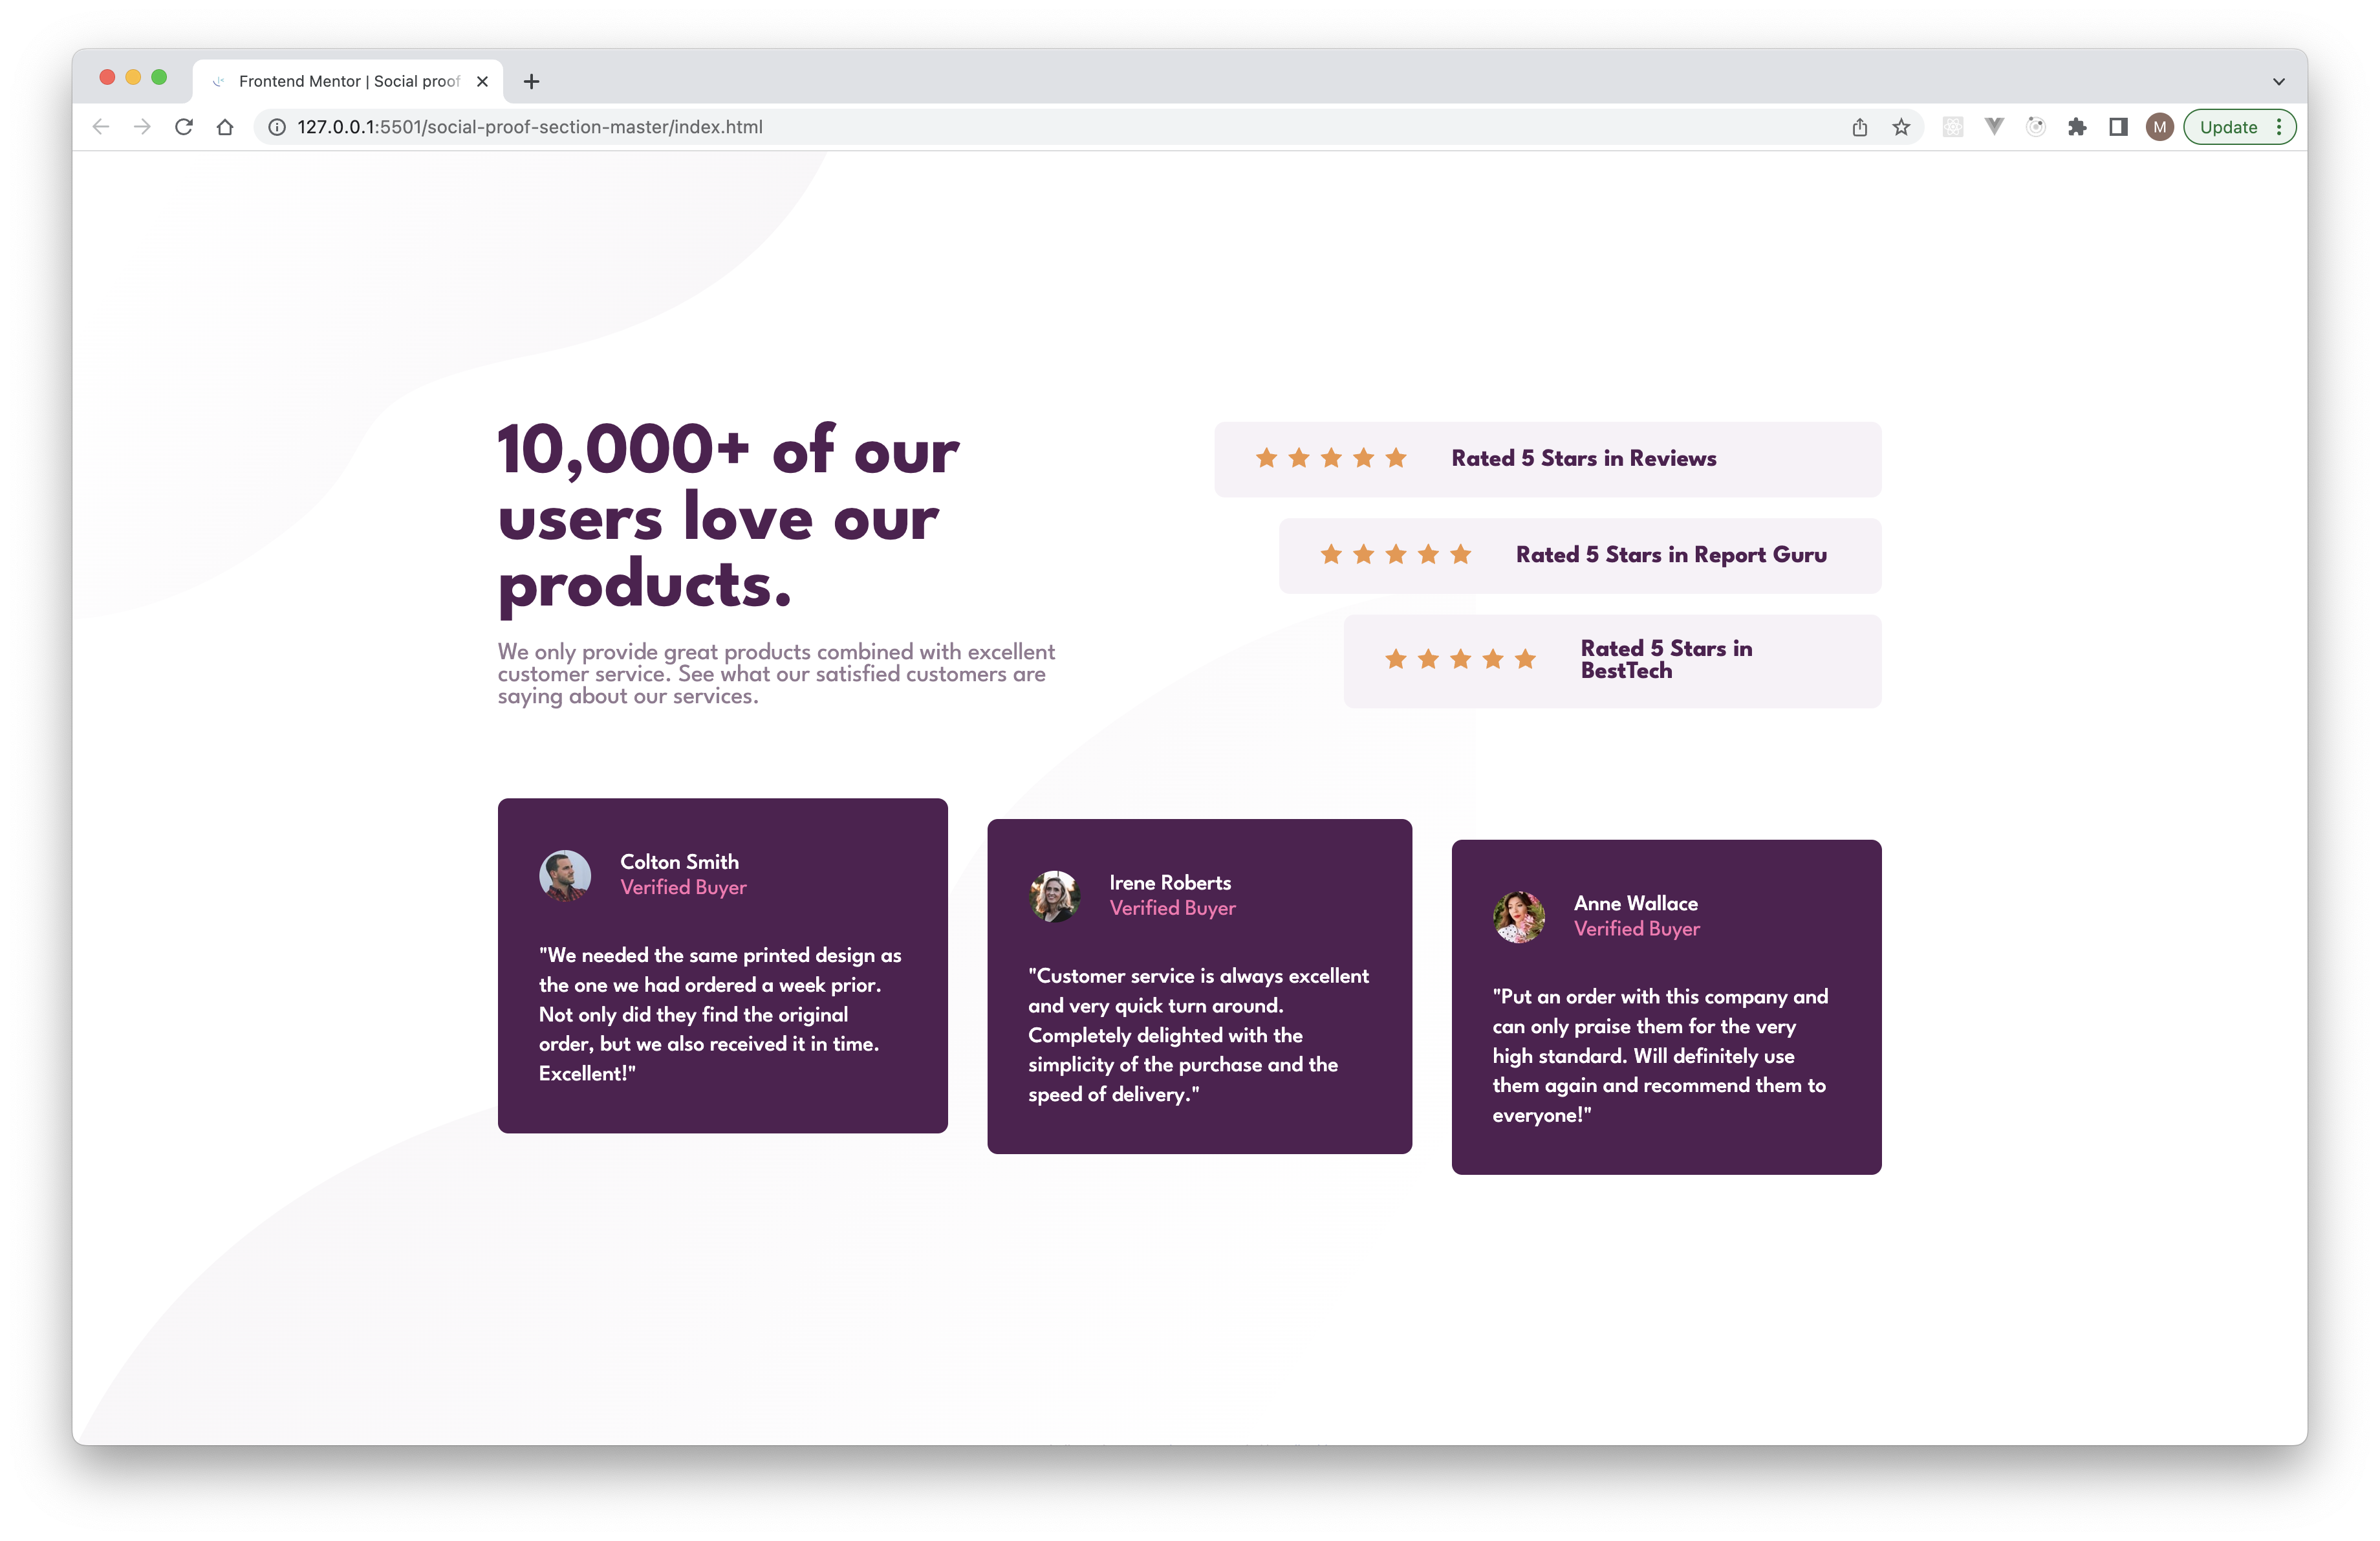 Frontend Mentor | Social proof
127.0.0.1:5501/social-proof-section-master/index.html
M
Update
10,000+ of our
users love our
products.
We only provide great products combined with excellent
customer service. See what our satisfied customers are
saying about our services.
Rated 5 Stars in Reviews
Rated 5 Stars in Report Guru
Rated 5 Stars in
BestTech
Colton Smith
Verified Buyer
"We needed the same printed design as
the one we had ordered a week prior.
Not only did they find the original
order, but we also received it in time.
Excellent!"
Irene Roberts
Verified Buyer
"Customer service is always excellent
and very quick turn around.
Completely delighted with the
simplicity of the purchase and the
speed of delivery."
Anne Wallace
Verified Buyer
"Put an order with this company and
can only praise them for the very
high standard. Will definitely use
them again and recommend them to
everyone!"